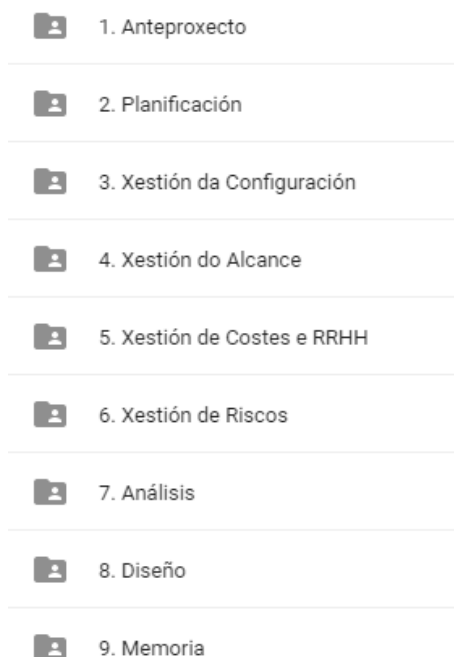 1. Anteproxecto
2. Planificación
3. Xestión da Configuración
4. Xestión do Alcance
5. Xestión de Costes e RRHH
6. Xestión de Riscos
7. Análisis
8. Diseño
9. Memoria